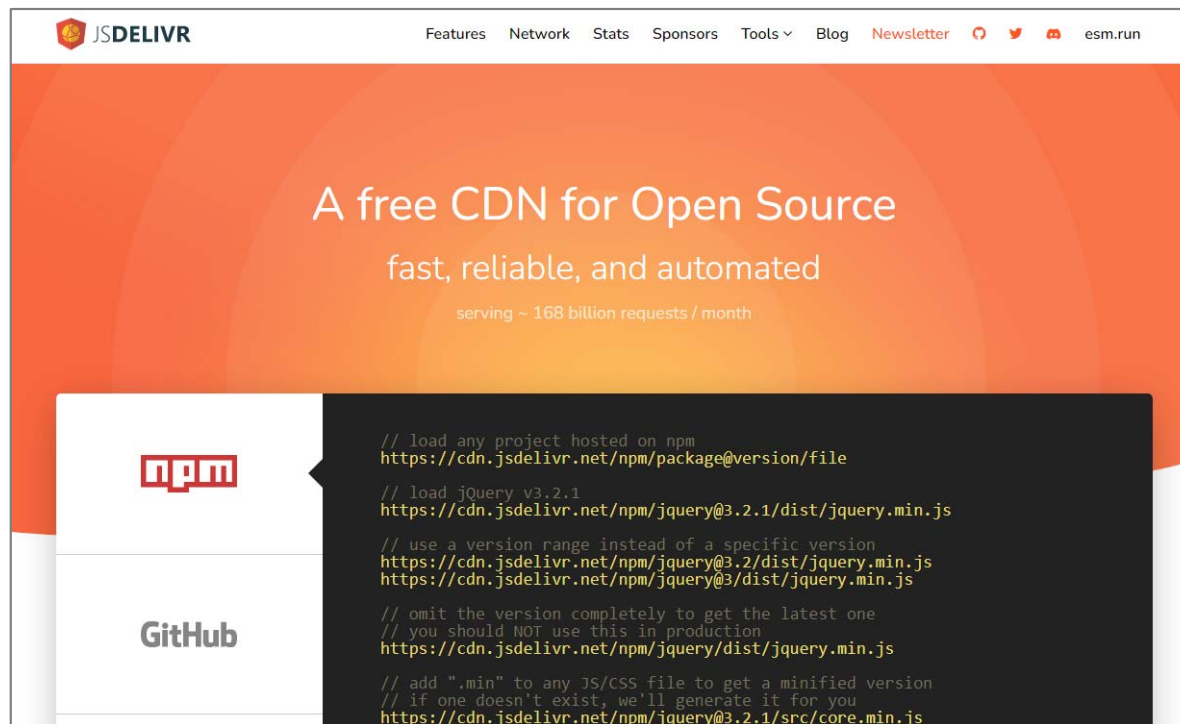 JSDELIVR
Features Network Stats Sponsors Tools Blog Newsletter esm.run
A free CDN for Open Source
fast, reliable, and automated
serving ~ 168 billion requests / month
npm
GitHub
// load any project hosted on npm
https://cdn.jsdelivr.net/npm/package@version/file
// load jQuery v3.2.1
https://cdn.jsdelivr.net/npm/jquery@3.2.1/dist/jquery.min.js
// use a version range instead of a specific version
https://cdn.jsdelivr.net/npm/jquery@3.2/dist/jquery.min.js
https://cdn.jsdelivr.net/npm/jquery@3/dist/jquery.min.js
// omit the version completely to get the latest one
// you should NOT use this in production
https://cdn.jsdelivr.net/npm/jquery/dist/jquery.min.js
// add ".min" to any JS/CSS file to get a minified version
// if one doesn't exist, we'll generate it for you
https://cdn.jsdelivr.net/npm/jquery@3.2.1/src/core.min.js